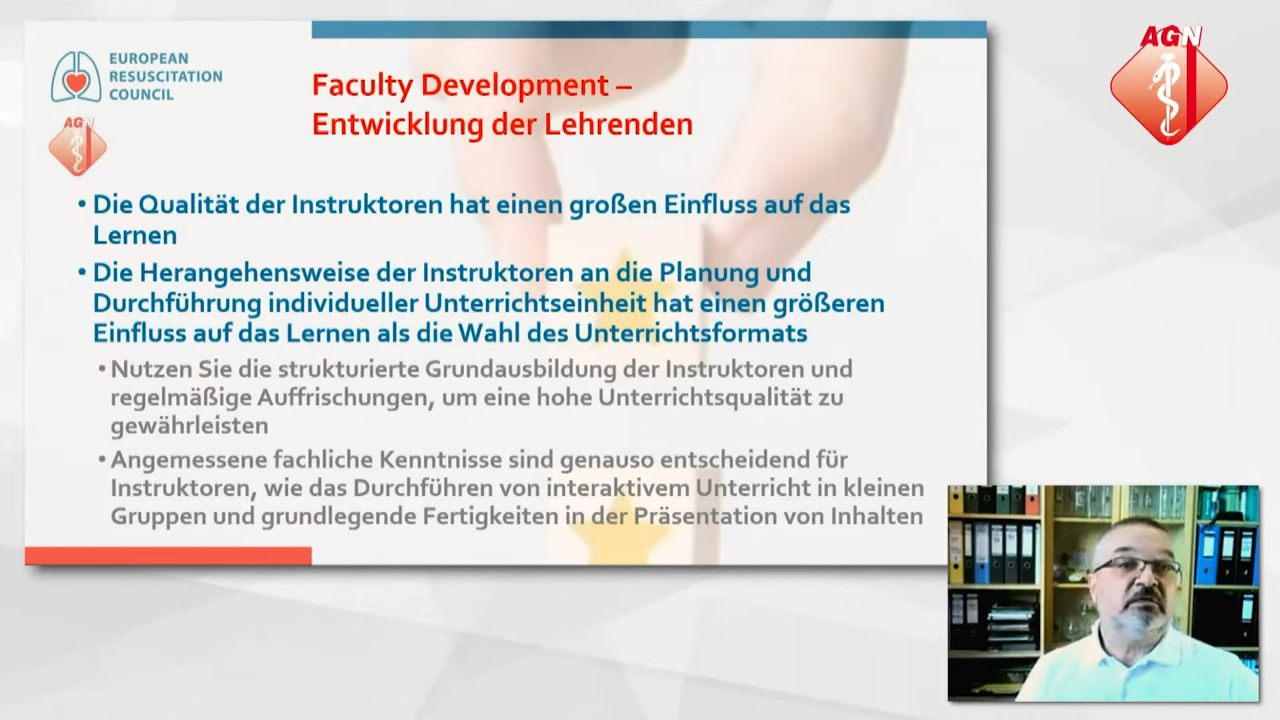 EUROPEAN
RESUSCITATION
COUNCIL
AGN
Faculty Development –
Entwicklung der Lehrenden
• Die Qualität der Instruktoren hat einen großen Einfluss auf das
Lernen
• Die Herangehensweise der Instruktoren an die Planung und
Durchführung individueller Unterrichtseinheit hat einen größeren
Einfluss auf das Lernen als die Wahl des Unterrichtsformats
• Nutzen Sie die strukturierte Grundausbildung der Instruktoren und
regelmäßige Auffrischungen, um eine hohe Unterrichtsqualität zu
gewährleisten
• Angemessene fachliche Kenntnisse sind genauso entscheidend für
Instruktoren, wie das Durchführen von interaktivem Unterricht in kleinen
Gruppen und grundlegende Fertigkeiten in der Präsentation von Inhalten
AGN